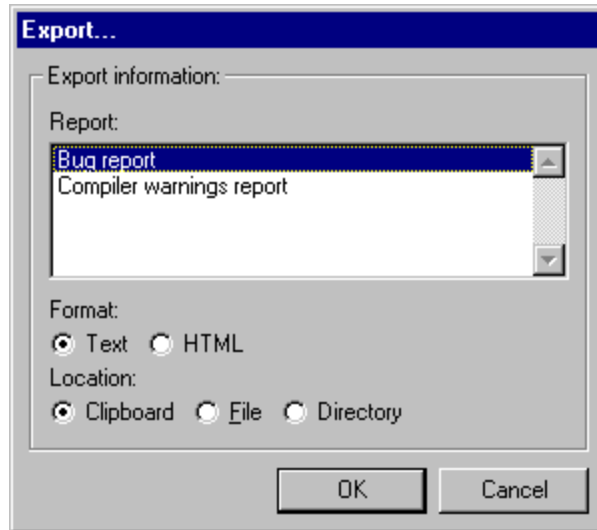 Export...
Export information:
Report:
Bug report
Compiler warnings report
Format:
Text HTML
Location:
Clipboard File Directory
OK Cancel